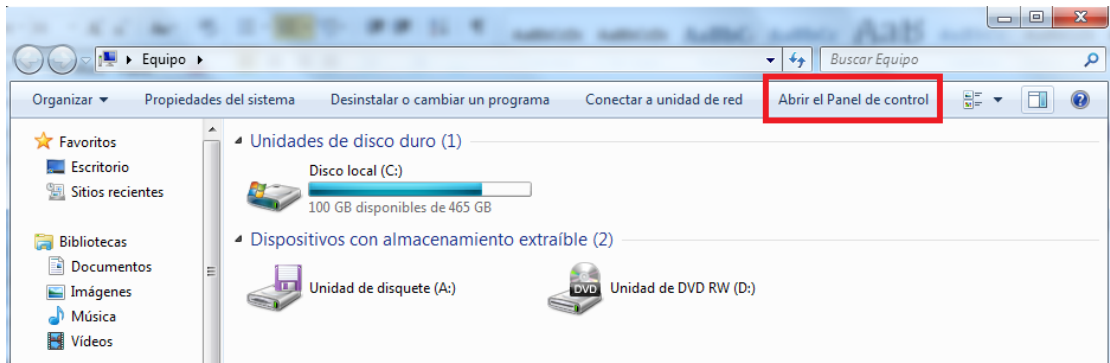 Equipo
Buscar Equipo
Organizar
Propiedades del sistema
Desinstalar o cambiar un programa
Conectar a unidad de red
Abrir el Panel de control
Favoritos
Escritorio
Sitios recientes
Bibliotecas
Documentos
Imágenes
Música
Vídeos
Unidades de disco duro (1)
Disco local (C:)
100 GB disponibles de 465 GB
Dispositivos con almacenamiento extraíble (2)
Unidad de disquete (A:)
DVD
Unidad de DVD RW (D:)